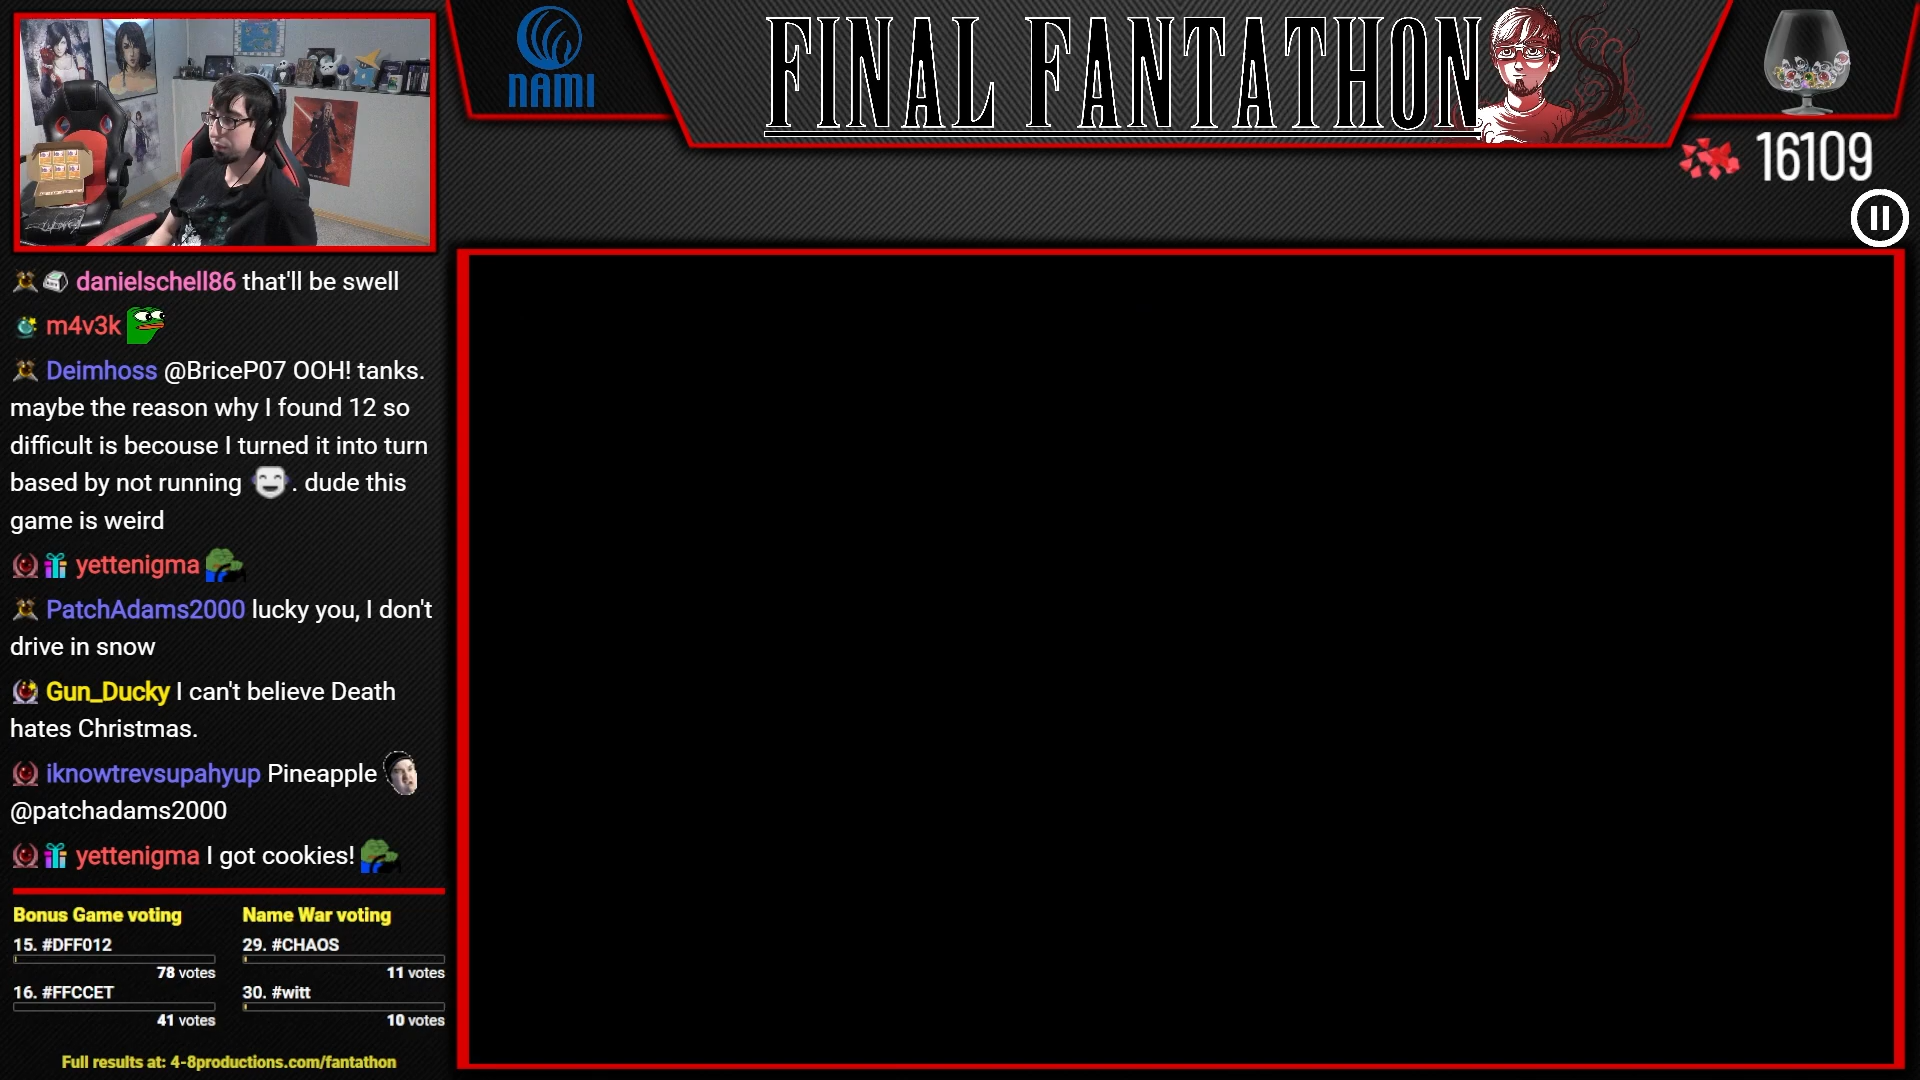 NAMI
FINAL FANTATHON
16109
danielschell86 that'll be swell
m4v3k
Deimhoss @BriceP07 OOH! tanks.
maybe the reason why I found 12 so
difficult is becouse I turned it into turn
based by not running . dude this
game is weird
yettenigma
PatchAdams2000 lucky you, I don't
drive in snow
Gun_Ducky I can't believe Death
hates Christmas.
iknowtrevsupahyup Pineapple
@patchadams2000
yettenigma I got cookies!
Bonus Game voting
15. #DFF012
78 votes
16. #FFCCET
41 votes
Name War voting
29. #CHAOS
11 votes
30. #witt
10 votes
Full results at: 4-8productions.com/fantathon